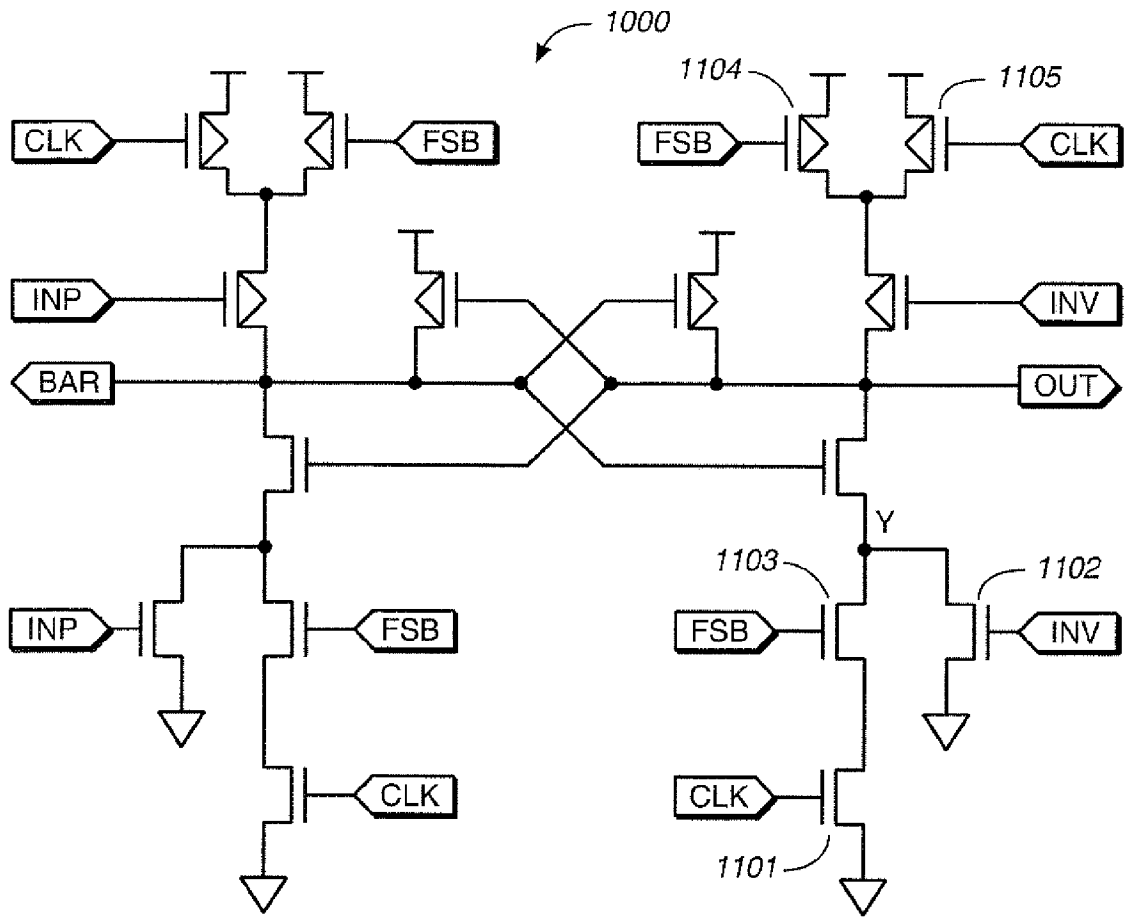 1000
1104
1105
CLK
FSB
FSB
CLK
INP
INV
BAR
OUT
Y
1103
1102
INP
FSB
FSB
INV
CLK
CLK
1101